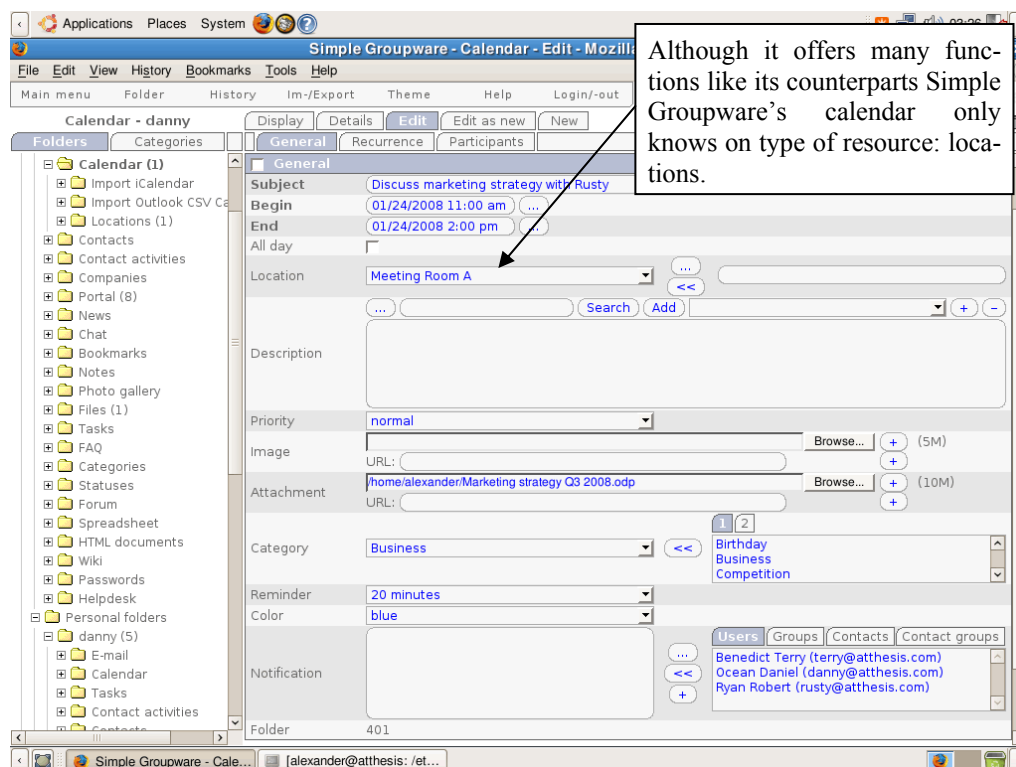 Applications Places System
Simple Groupware - Calendar - Edit - Mozill
File Edit View History Bookmarks Tools Help
Main menu Folder History Im-/Export Theme Help Login/-out
Although it offers many func-
tions like its counterparts Simple
Groupware's calendar only
knows on type of resource: loca-
tions.
Calendar - danny
Display Details Edit Edit as new New
Folders Categories
General Recurrence Participants
Calendar (1)
Import iCalendar
Import Outlook CSV Ca
Locations (1)
Contacts
Contact activities
Companies
Portal (8)
News
Chat
Bookmarks
Notes
Photo gallery
Files (1)
Tasks
FAQ
Categories
Statuses
Forum
Spreadsheet
HTML documents
Wiki
Passwords
Helpdesk
Personal folders
danny (5)
E-mail
Calendar
Tasks
Contact activities
Contacts
General
Subject Discuss marketing strategy with Rusty
Begin 01/24/2008 11:00 am ...
End 01/24/2008 2:00 pm ...
All day
Location Meeting Room A ... <<
... Search Add + -
Description
Priority normal
Image Browse... + (5M)
URL: +
Attachment /home/alexander/Marketing strategy Q3 2008.odp Browse... + (10M)
URL: +
1 2
Category Business << Birthday
Business
Competition
Reminder 20 minutes
Color blue
Users Groups Contacts Contact groups
Notification ... << +
Benedict Terry (terry@atthesis.com)
Ocean Daniel (danny@atthesis.com)
Ryan Robert (rusty@atthesis.com)
Folder 401
Simple Groupware - Cale... [alexander@atthesis: /et...